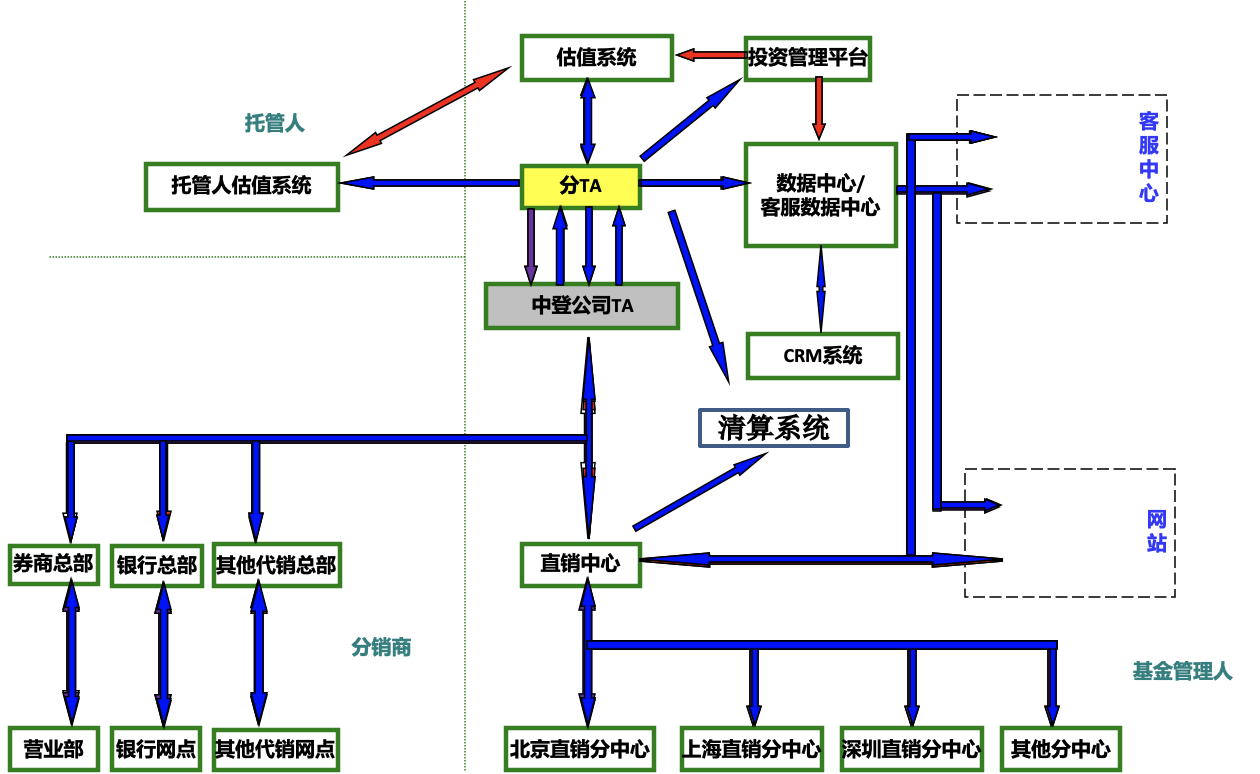 估值系统
投资管理平台
托管人
客服中心
托管人估值系统
分TA
数据中心/
客服数据中心
中登公司TA
CRM系统
清算系统
网站
券商总部
银行总部
其他代销总部
直销中心
分销商
基金管理人
营业部
银行网点
其他代销网点
北京直销分中心
上海直销分中心
深圳直销分中心
其他分中心